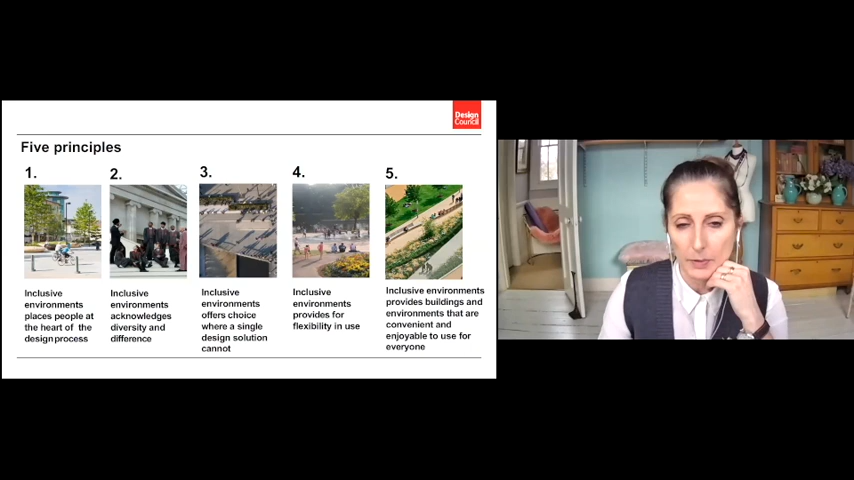 Design
Council
Five principles
1.
2.
3.
4.
5.
Inclusive
environments
places people at
the heart of the
design process
Inclusive
environments
acknowledges
diversity and
difference
Inclusive
environments
offers choice
where a single
design solution
cannot
Inclusive
environments
provides for
flexibility in use
Inclusive environments
provides buildings and
environments that are
convenient and
enjoyable to use for
everyone